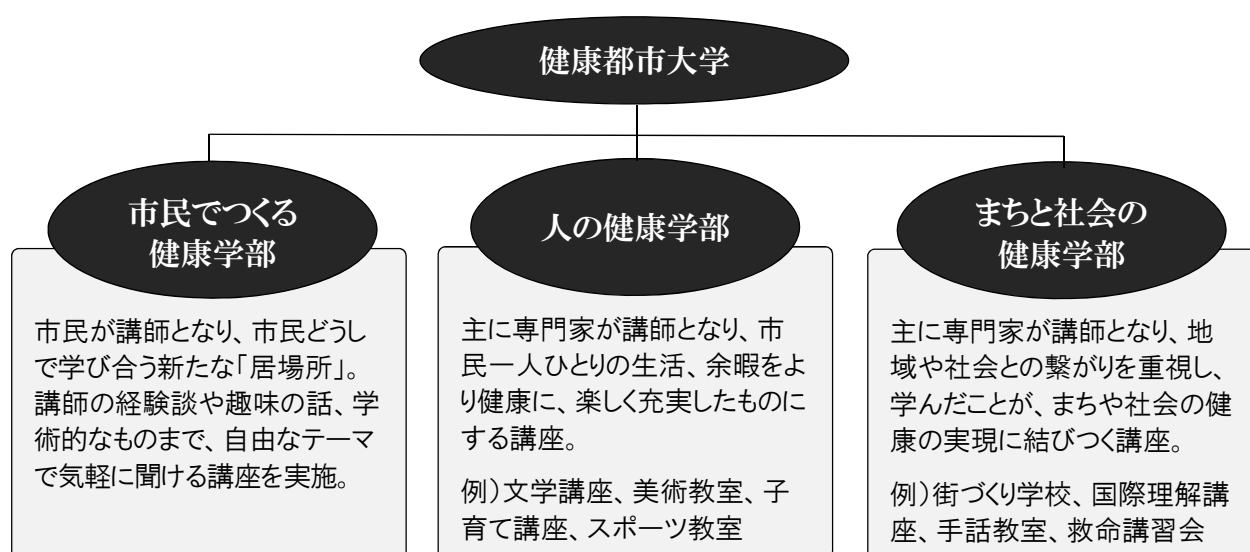 健康都市大学
市民でつくる
健康学部
市民が講師となり、市民どうし
で学び合う新たな「居場所」。
講師の経験談や趣味の話、学
術的なものまで、自由なテーマ
で気軽に聞ける講座を実施。
人の健康学部
主に専門家が講師となり、市
民一人ひとりの生活、余暇をよ
り健康に、楽しく充実したものに
する講座。
例）文学講座、美術教室、子
育て講座、スポーツ教室
まちと社会の
健康学部
主に専門家が講師となり、地
域や社会との繋がりを重視し、
学んだことが、まちや社会の健
康の実現に結びつく講座。
例）街づくり学校、国際理解講
座、手話教室、救命講習会